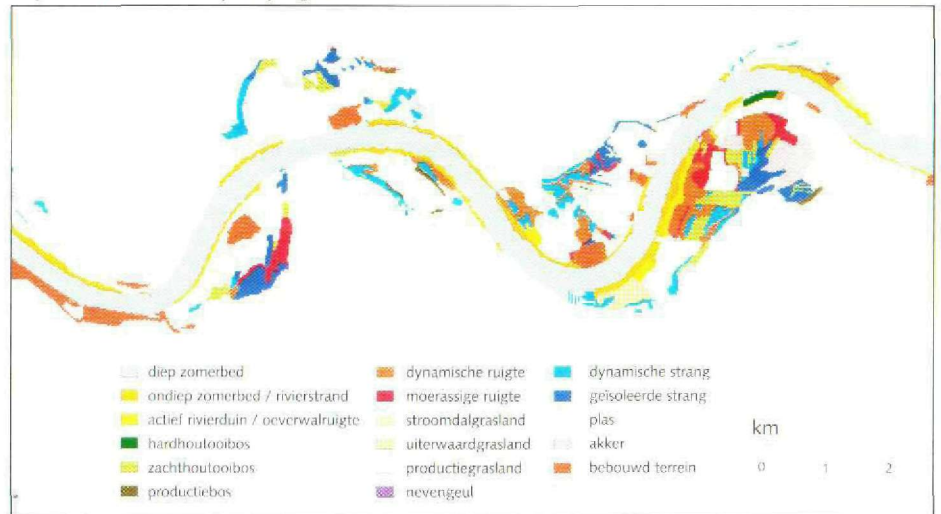 diep zomerbed
ondiep zomerbed / rivierstrand
actief rivierduin / oeverwalruigte
hardhoutooibos
zachthoutooibos
productiebos
dynamische ruigte
moerassige ruigte
stroomdalgrasland
uiterwaardgrasland
productiegrasland
nevengeul
dynamische strang
geïsoleerde strang
plas
akker
bebouwd terrein
km
0 1 2